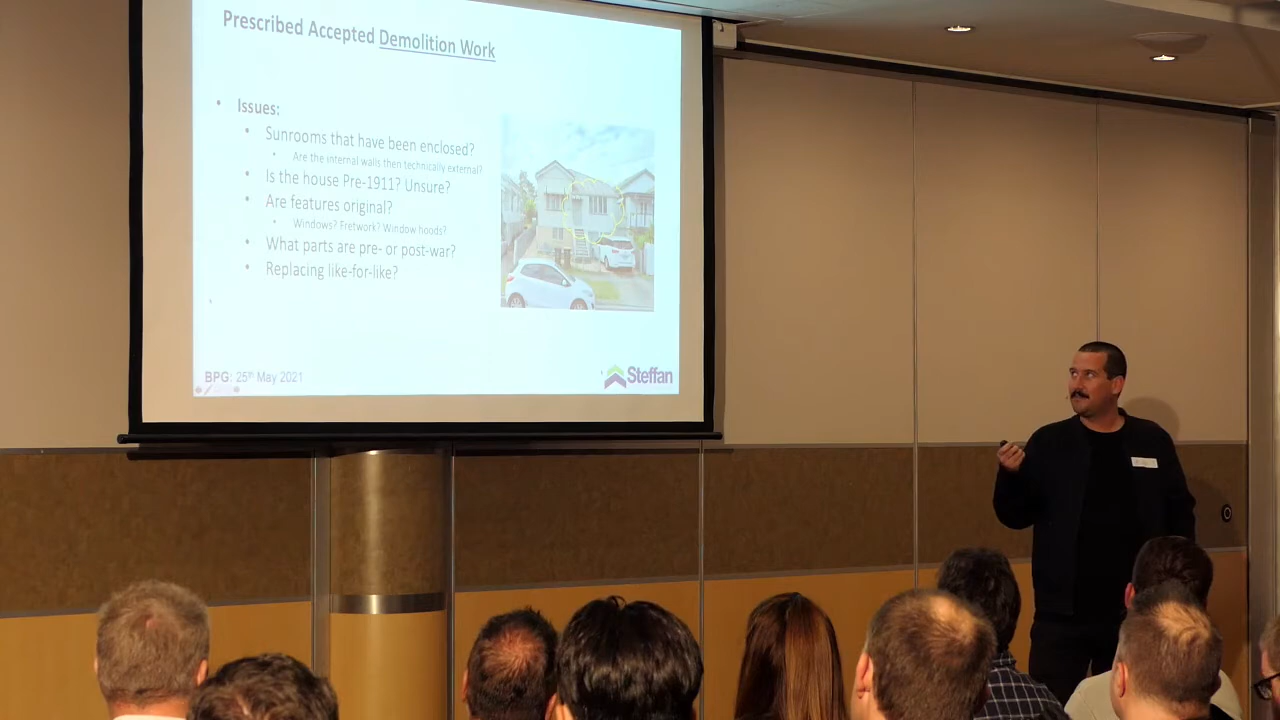 Prescribed Accepted Demolition Work
• Issues:
• Sunrooms that have been enclosed?
• Are the internal walls then technically external?
• Is the house Pre-1911? Unsure?
• Are features original?
• Windows? Fretwork? Window hoods?
• What parts are pre- or post-war?
• Replacing like-for-like?
BPG: 25th May 2021
Steffan